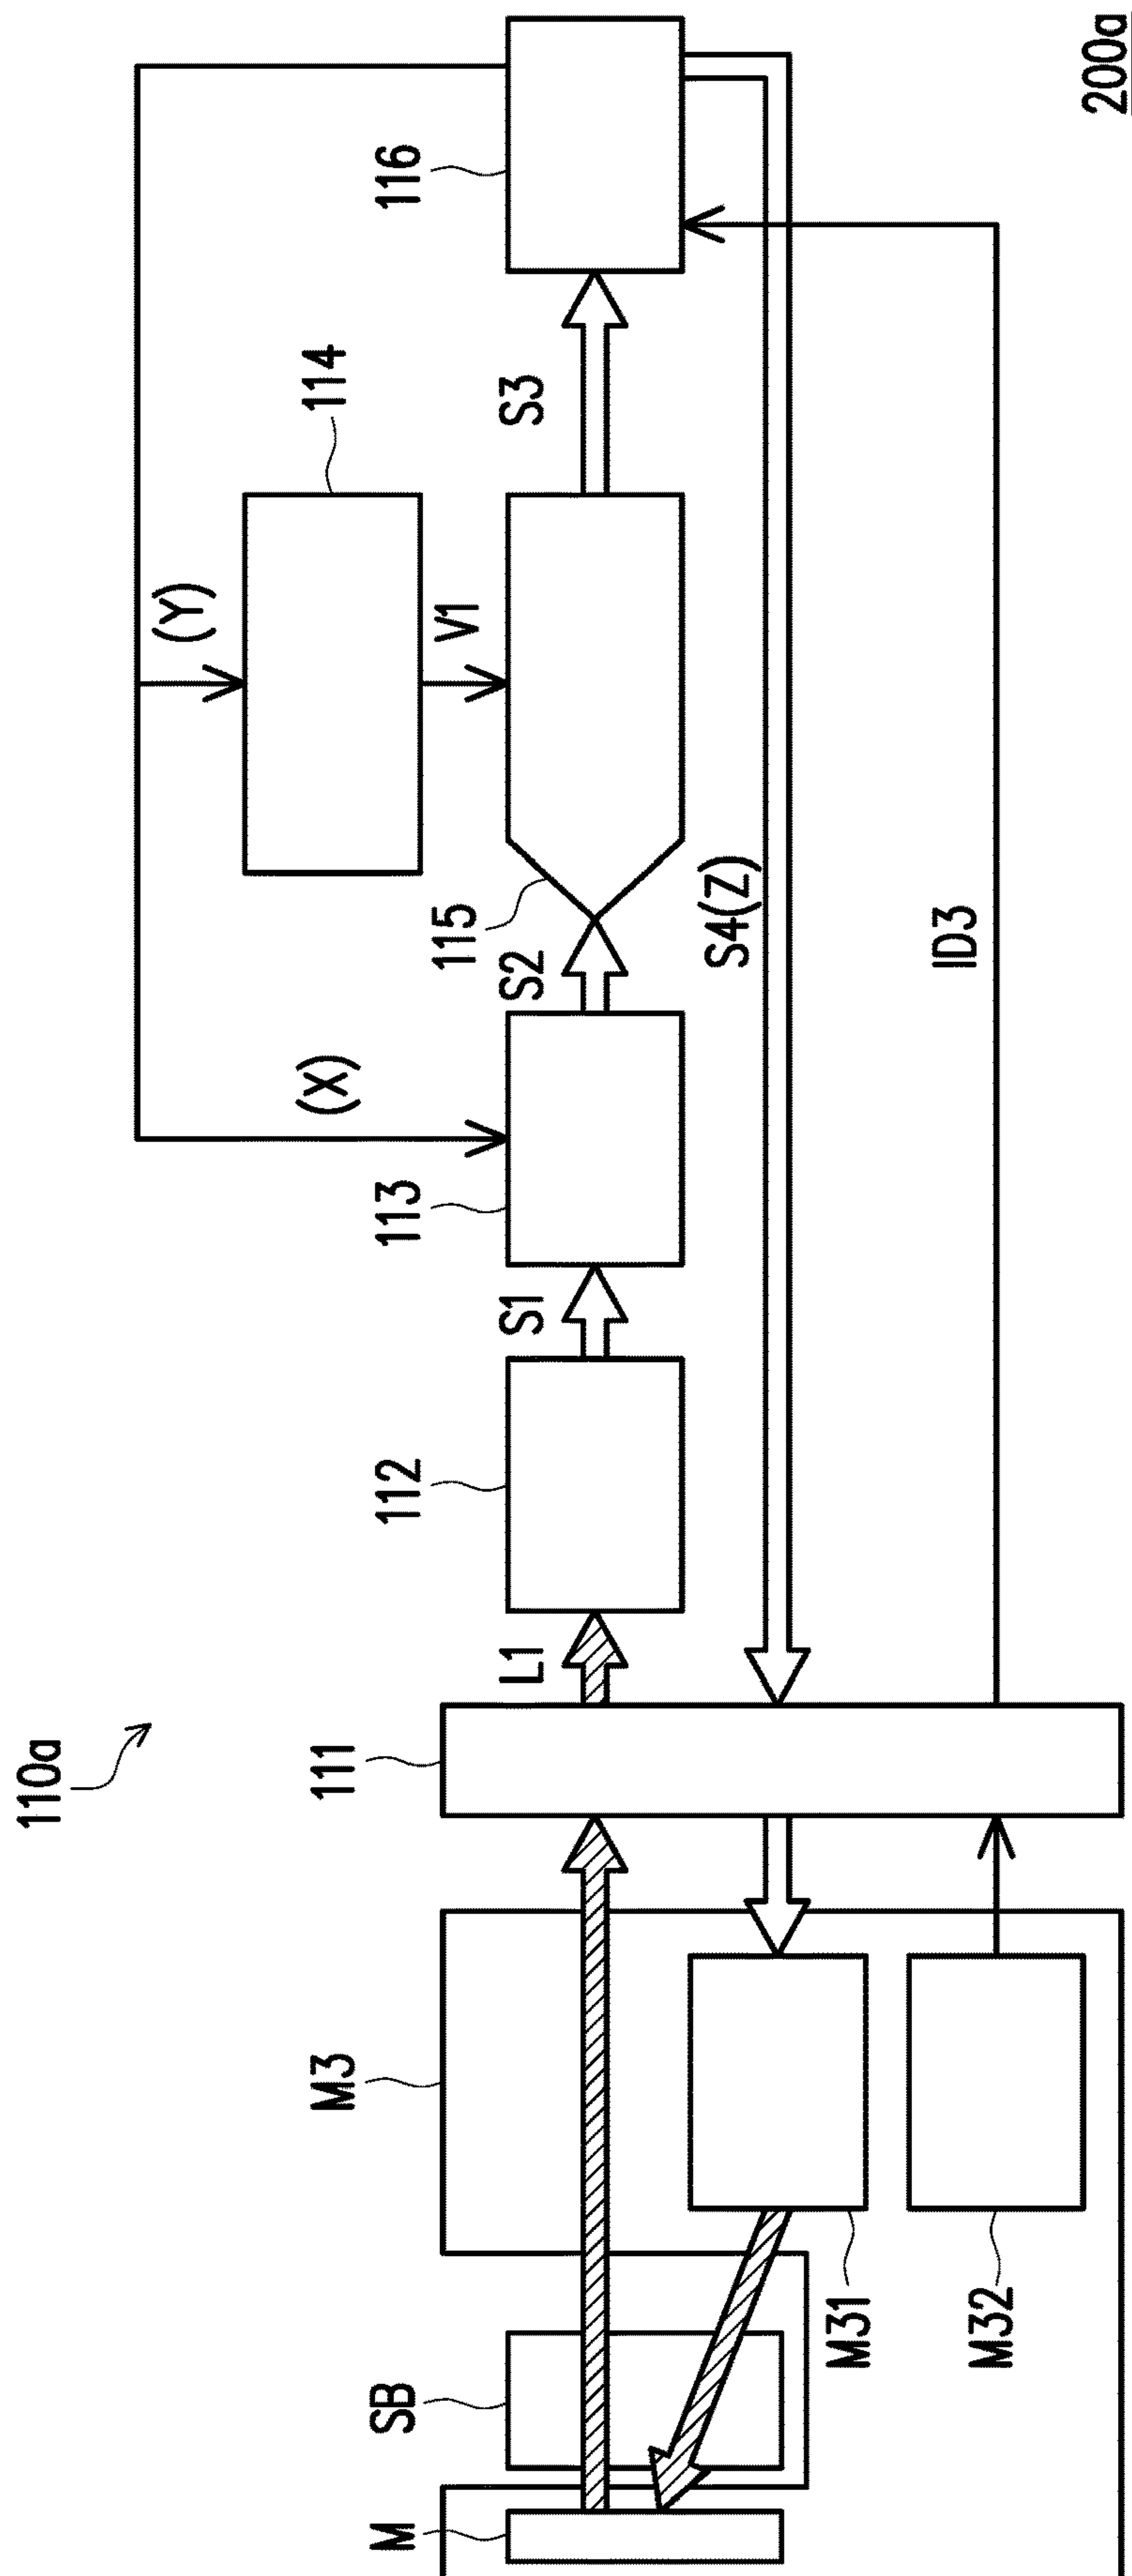 110a
M
SB
M3
111
L1
112
S1
113
(X)
S2
115
(Y)
114
V1
S3
116
S4(Z)
ID3
M31
M32
200a